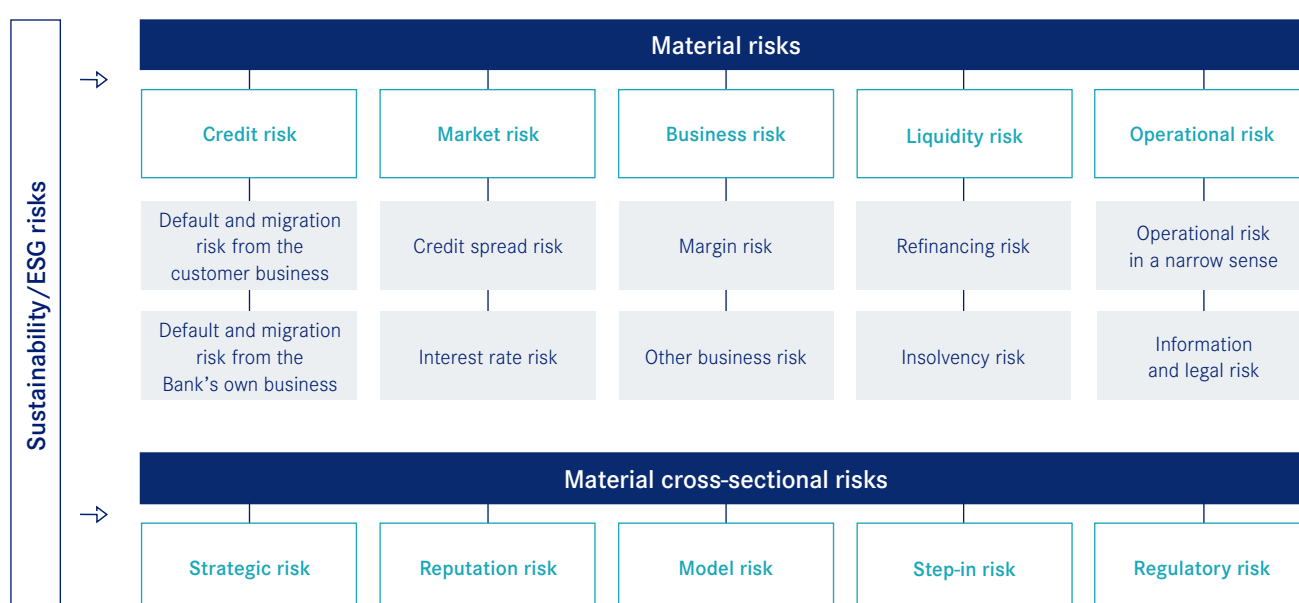 Sustainability/ESG risks
Material risks
Credit risk
Market risk
Business risk
Liquidity risk
Operational risk
Default and migration
risk from the
customer business
Credit spread risk
Margin risk
Refinancing risk
Operational risk
in a narrow sense
Default and migration
risk from the
Bank's own business
Interest rate risk
Other business risk
Insolvency risk
Information
and legal risk
Material cross-sectional risks
Strategic risk
Reputation risk
Model risk
Step-in risk
Regulatory risk